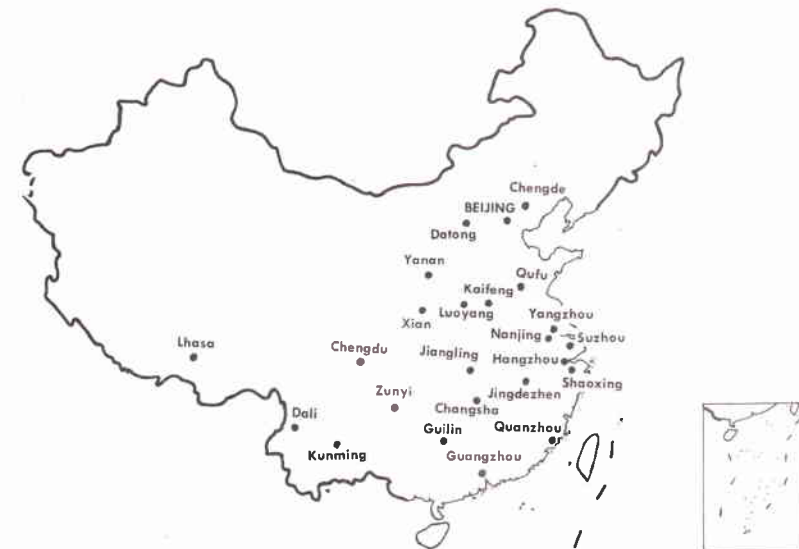 Chengde
BEIJING
Datong
Yanan
Qufu
Kaifeng
Luoyang
Xian
Yangzhou
Nanjing
Suzhou
Lhasa
Chengdu
Jiangling
Hangzhou
Shaoxing
Zunyi
Jingdezhen
Changsha
Dali
Guilin
Quanzhou
Kunming
Guangzhou